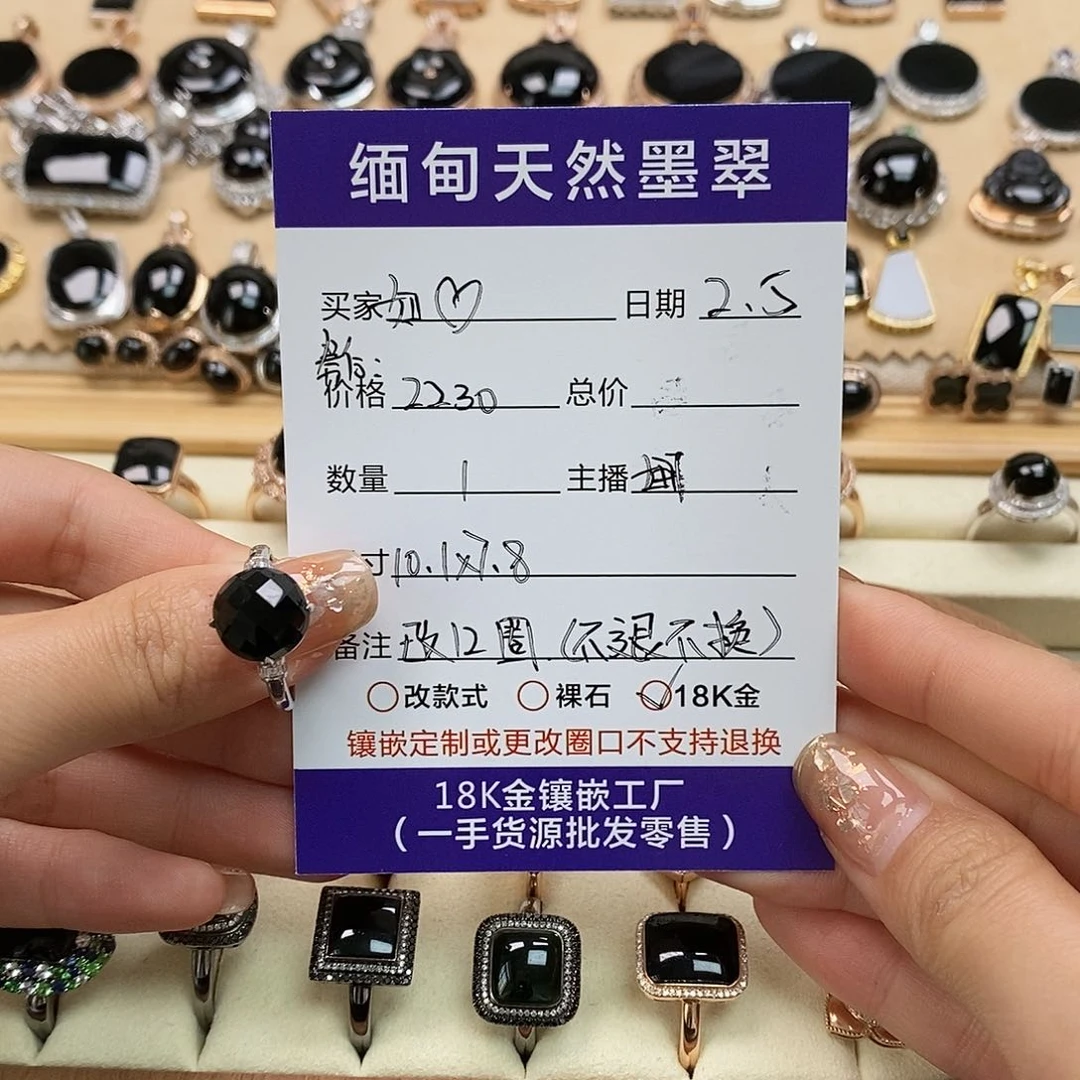 缅甸天然墨翠
买家 如♡ 日期 2.5
价格 2230 总价
数量 1 主播
寸 10.1x7.8
备注 改12圈.(不退不换)
○改款式 ○裸石 ✓18K金
镶嵌定制或更改圈口不支持退换
18K金镶嵌工厂
(一手货源批发零售)